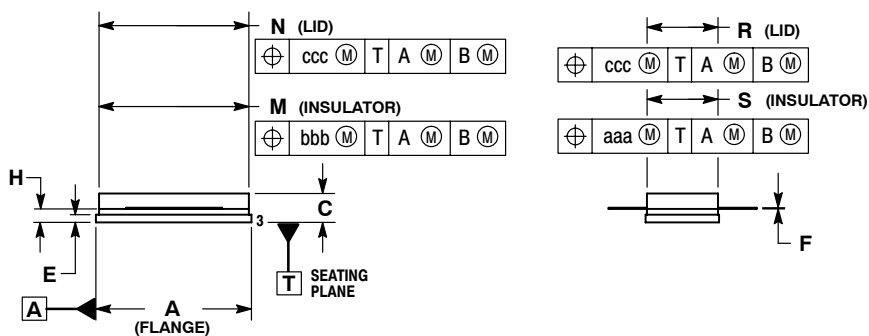 N (LID)
⌖ ccc Ⓜ T A Ⓜ B Ⓜ
M (INSULATOR)
⌖ bbb Ⓜ T A Ⓜ B Ⓜ
R (LID)
⌖ ccc Ⓜ T A Ⓜ B Ⓜ
S (INSULATOR)
⌖ aaa Ⓜ T A Ⓜ B Ⓜ
H
C
3
E
T SEATING
PLANE
A
A
(FLANGE)
F